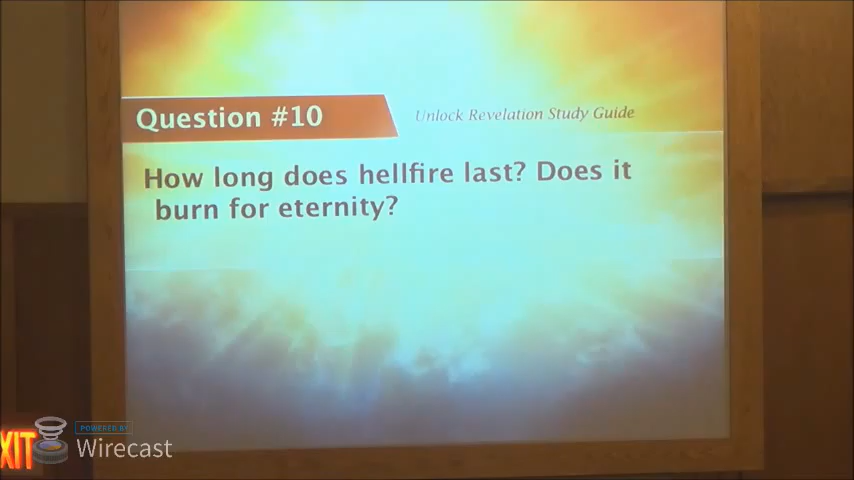 Question #10
Unlock Revelation Study Guide
How long does hellfire last? Does it
burn for eternity?
XIT
POWERED BY
Wirecast